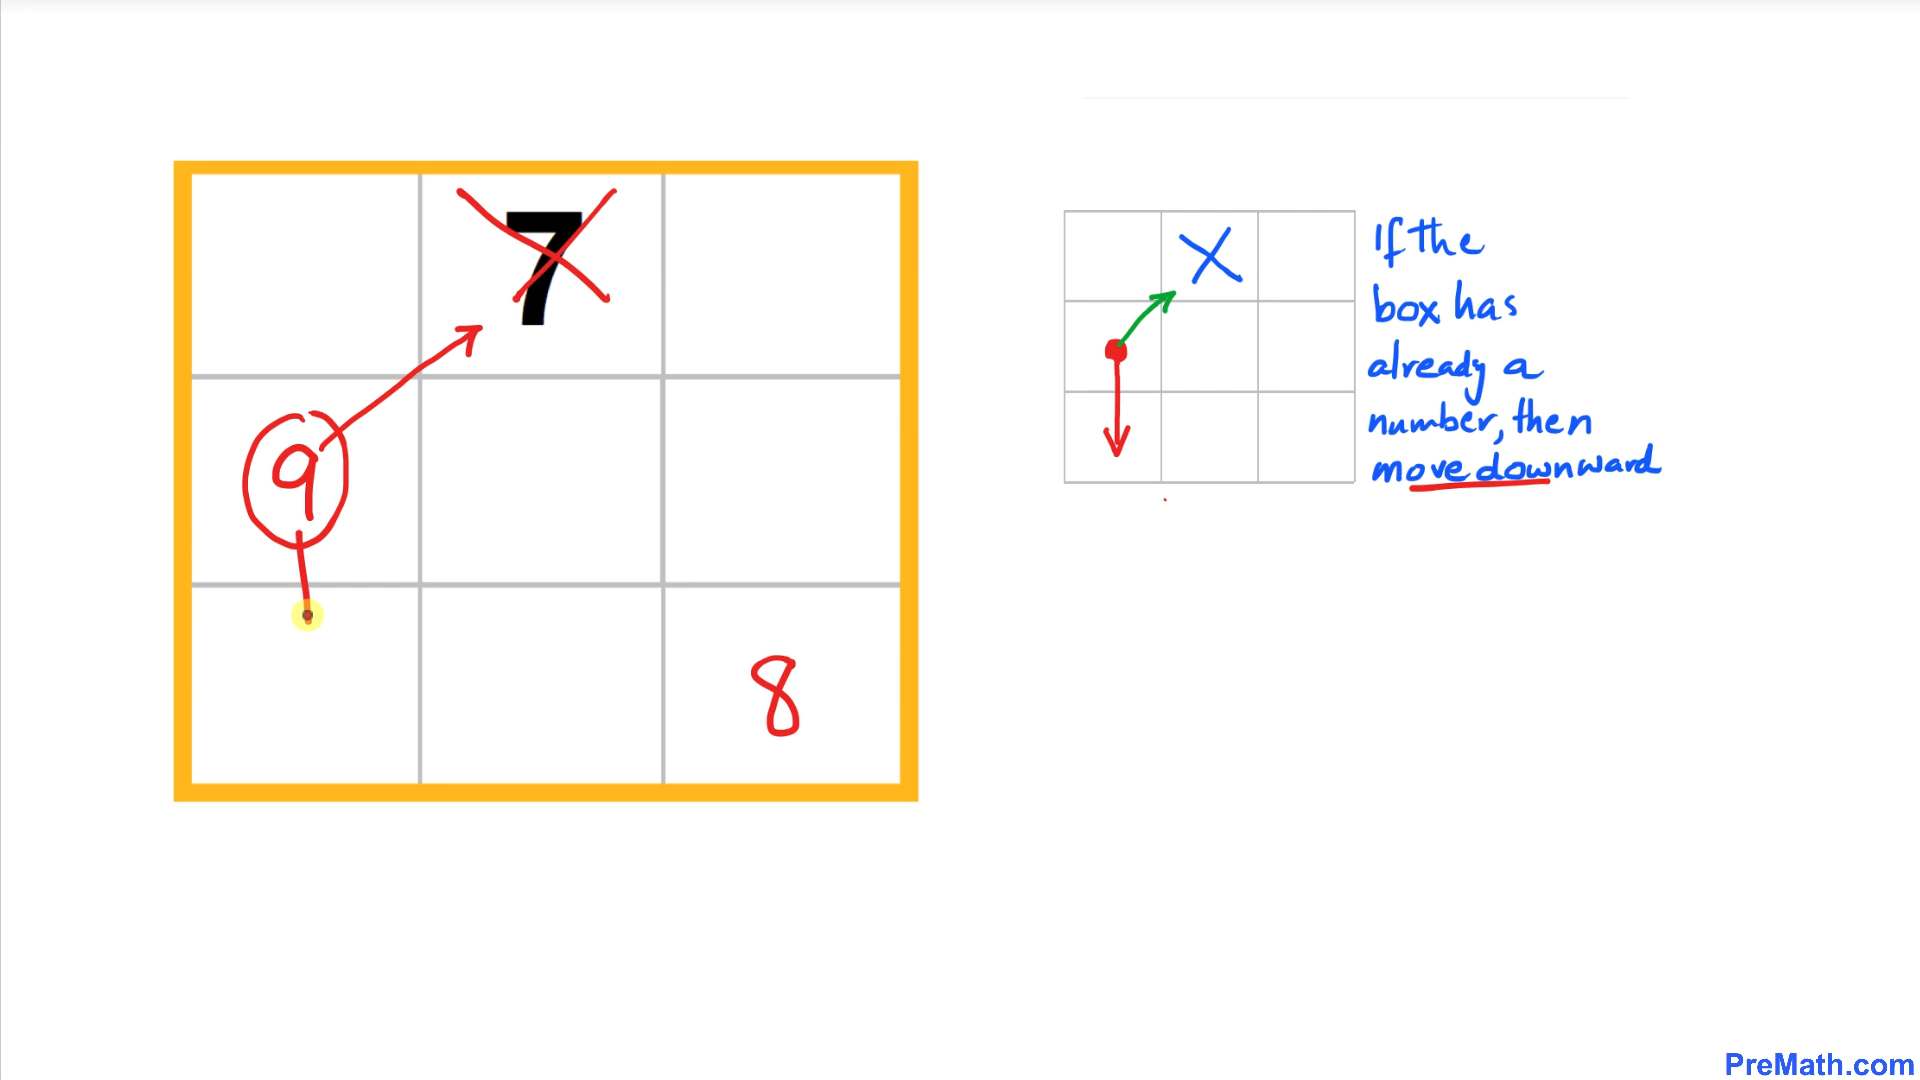 7
9
8
If the
box has
already a
number, then
move downward
PreMath.com